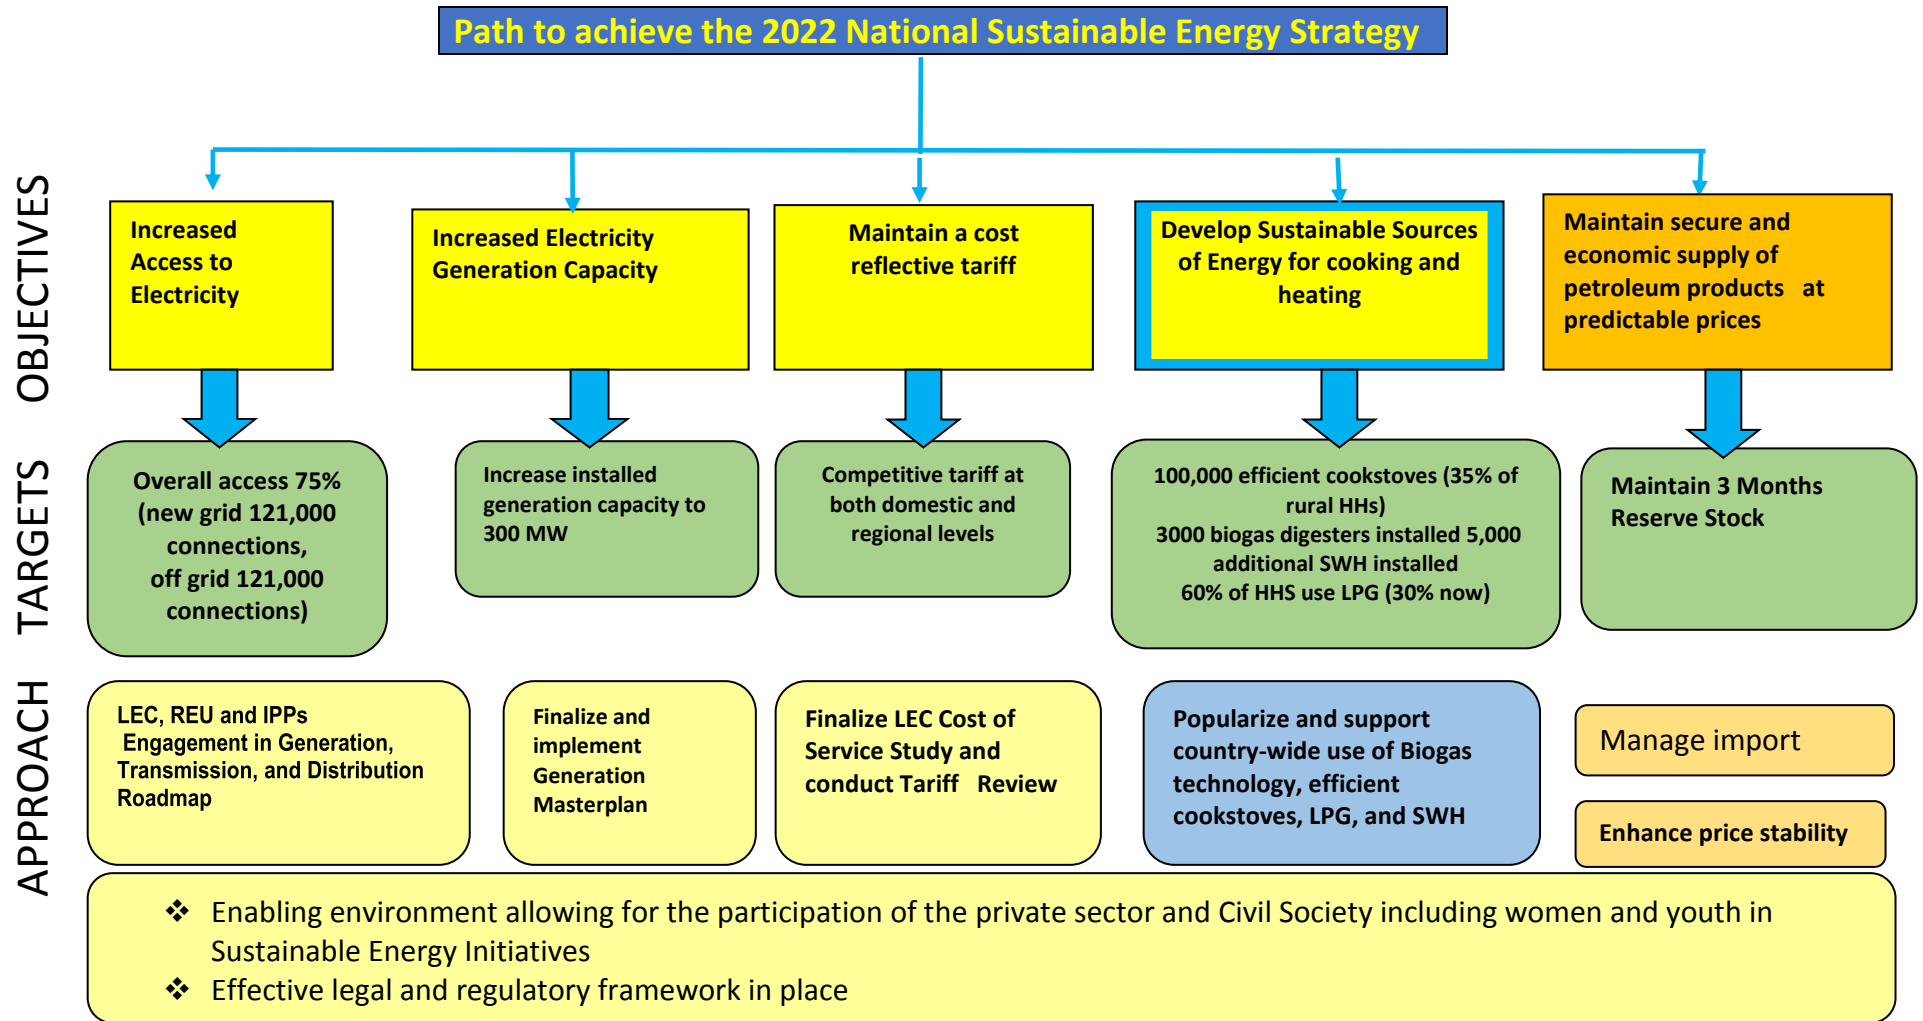 Path to achieve the 2022 National Sustainable Energy Strategy
OBJECTIVES
Increased
Access to
Electricity
Increased Electricity
Generation Capacity
Maintain a cost
reflective tariff
Develop Sustainable Sources
of Energy for cooking and
heating
Maintain secure and
economic supply of
petroleum products   at
predictable prices
TARGETS
Overall access 75%
(new grid 121,000
connections,
off grid 121,000
connections)
Increase installed
generation capacity to
300 MW
Competitive tariff at
both domestic and
regional levels
100,000 efficient cookstoves (35% of
rural HHs)
3000 biogas digesters installed 5,000
additional SWH installed
60% of HHS use LPG (30% now)
Maintain 3 Months
Reserve Stock
APPROACH
LEC, REU and IPPs
Engagement in Generation,
Transmission, and Distribution
Roadmap
Finalize and
implement
Generation
Masterplan
Finalize LEC Cost of
Service Study and
conduct Tariff   Review
Popularize and support
country-wide use of Biogas
technology, efficient
cookstoves, LPG, and SWH
Manage import
Enhance price stability
❖ Enabling environment allowing for the participation of the private sector and Civil Society including women and youth in
Sustainable Energy Initiatives
❖ Effective legal and regulatory framework in place